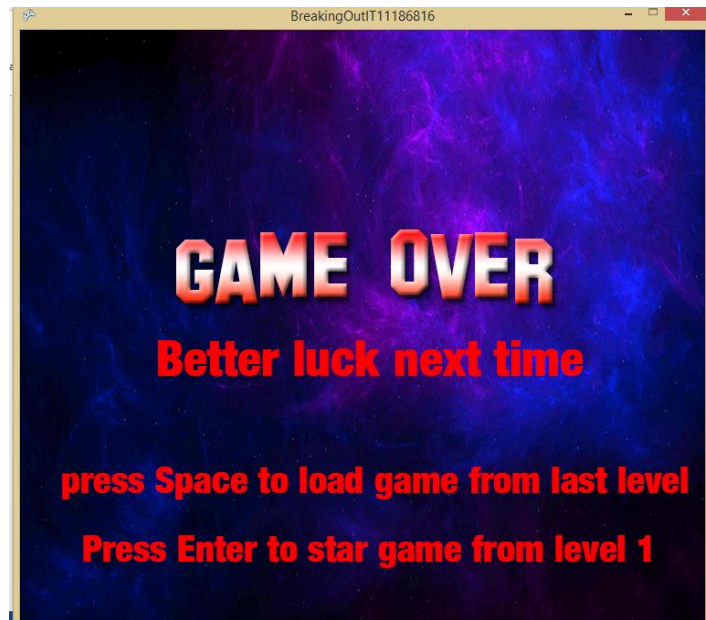 BreakingOutIT11186816
GAME OVER
Better luck next time
press Space to load game from last level
Press Enter to star game from level 1